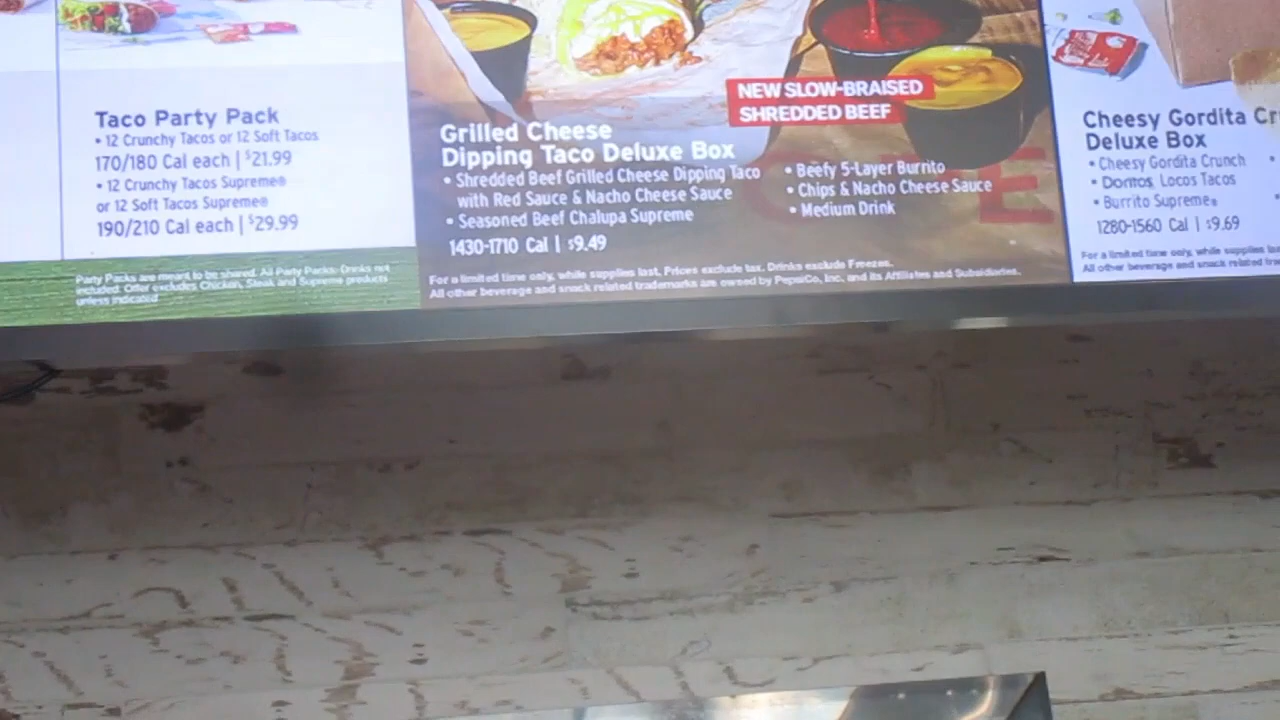 Taco Party Pack
• 12 Crunchy Tacos or 12 Soft Tacos
170/180 Cal each | $21.99
• 12 Crunchy Tacos Supreme®
or 12 Soft Tacos Supreme®
190/210 Cal each | $29.99
Party Packs are meant to be shared. All Party Packs: Drinks not
included. Offer excludes Chicken, Steak and Supreme products
unless indicated
NEW SLOW-BRAISED
SHREDDED BEEF
Grilled Cheese
Dipping Taco Deluxe Box
• Shredded Beef Grilled Cheese Dipping Taco
with Red Sauce & Nacho Cheese Sauce
• Seasoned Beef Chalupa Supreme
• Beefy 5-Layer Burrito
• Chips & Nacho Cheese Sauce
• Medium Drink
1430-1710 Cal | $9.49
For a limited time only, while supplies last. Prices exclude tax. Drinks exclude Freezes.
All other beverage and snack related trademarks are owned by PepsiCo, Inc. and its Affiliates and Subsidiaries.
Cheesy Gordita Cr
Deluxe Box
• Cheesy Gordita Crunch
• Doritos Locos Tacos
• Burrito Supreme®
1280-1560 Cal | $9.69
For a limited time only, while supplies
All other beverage and snack related